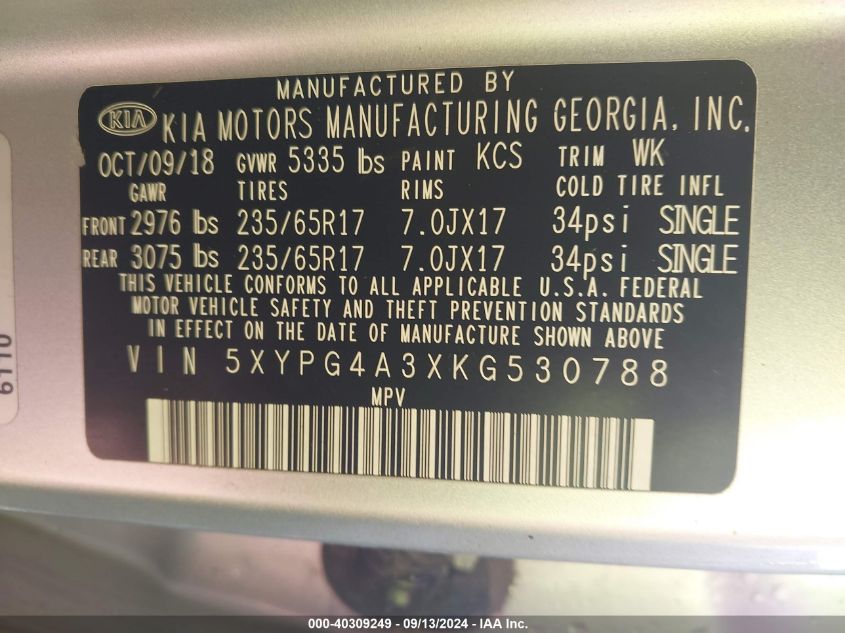 MANUFACTURED BY
KIA KIA MOTORS MANUFACTURING GEORGIA, INC.
OCT/09/18 GVWR 5335 lbs PAINT KCS TRIM WK
GAWR TIRES RIMS COLD TIRE INFL
FRONT 2976 lbs 235/65R17 7.0JX17 34psi SINGLE
REAR 3075 lbs 235/65R17 7.0JX17 34psi SINGLE
THIS VEHICLE CONFORMS TO ALL APPLICABLE U.S.A. FEDERAL
MOTOR VEHICLE SAFETY AND THEFT PREVENTION STANDARDS
IN EFFECT ON THE DATE OF MANUFACTURE SHOWN ABOVE.
VIN 5XYPG4A3XKG530788
MPV
6110
000-40309249 - 09/13/2024 - IAA Inc.